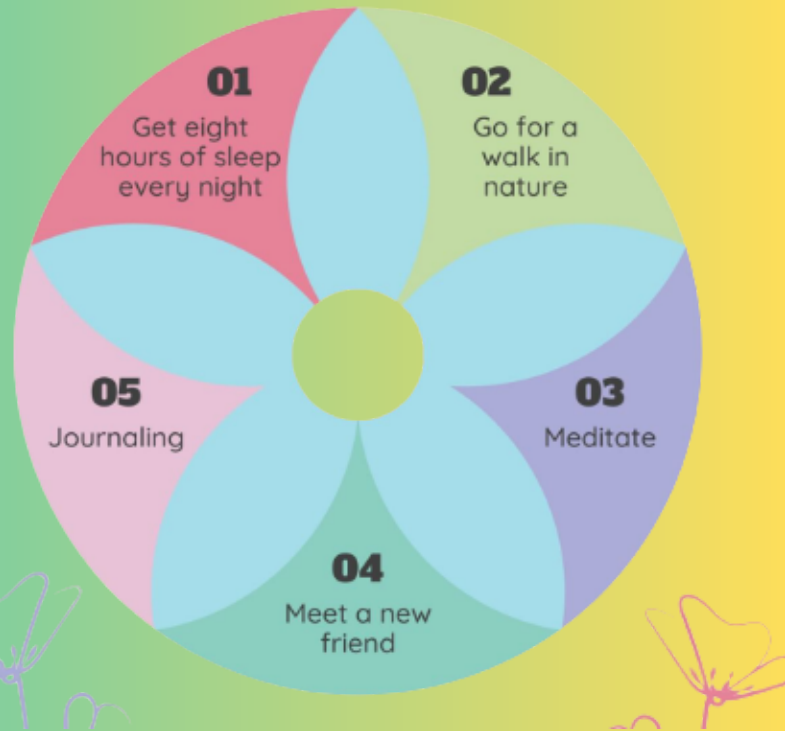 01
Get eight
hours of sleep
every night
02
Go for a
walk in
nature
03
Meditate
04
Meet a new
friend
05
Journaling